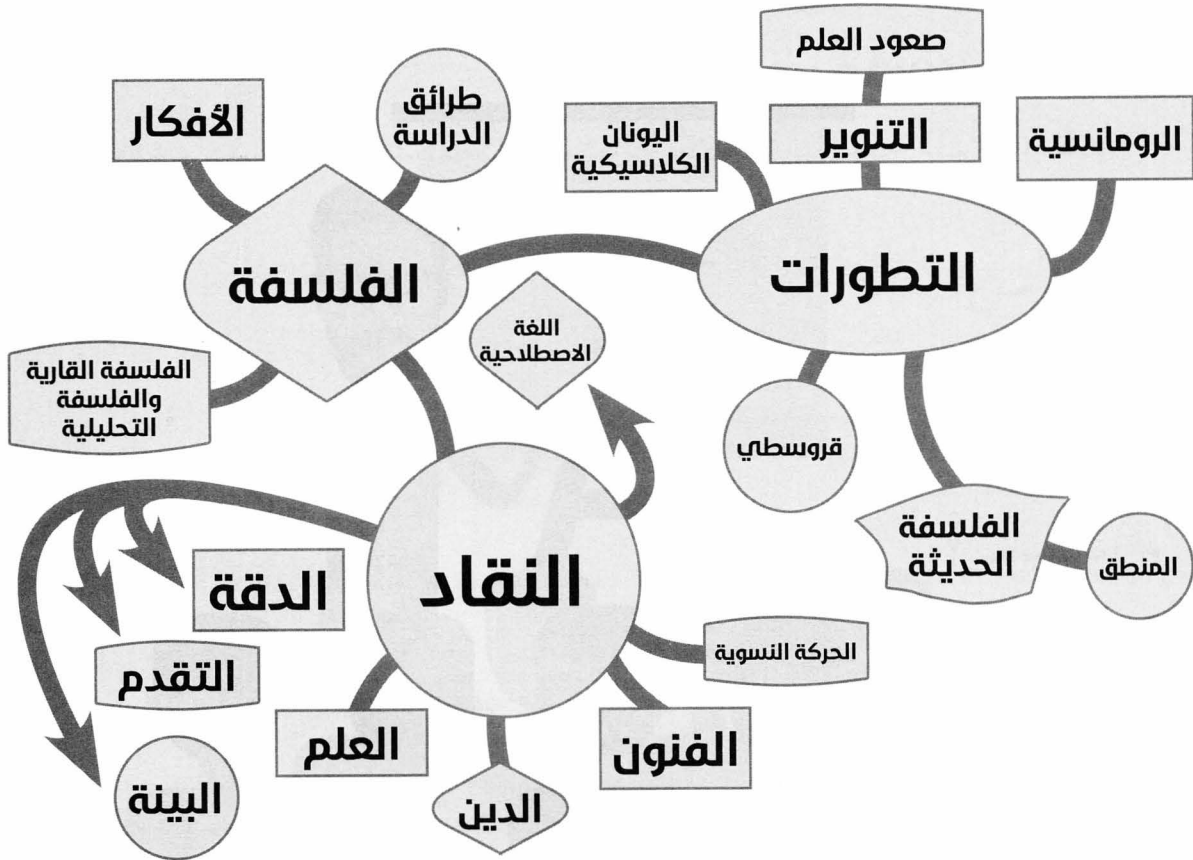 صعود العلم
التنوير
الرومانسية
اليونان
الكلاسيكية
التطورات
قروسطي
الفلسفة
الحديثة
المنطق
طرائق
الدراسة
الأفكار
الفلسفة
الفلسفة القارية
والفلسفة
التحليلية
اللغة
الاصطلاحية
النقاد
الدقة
التقدم
البينة
العلم
الدين
الفنون
الحركة النسوية